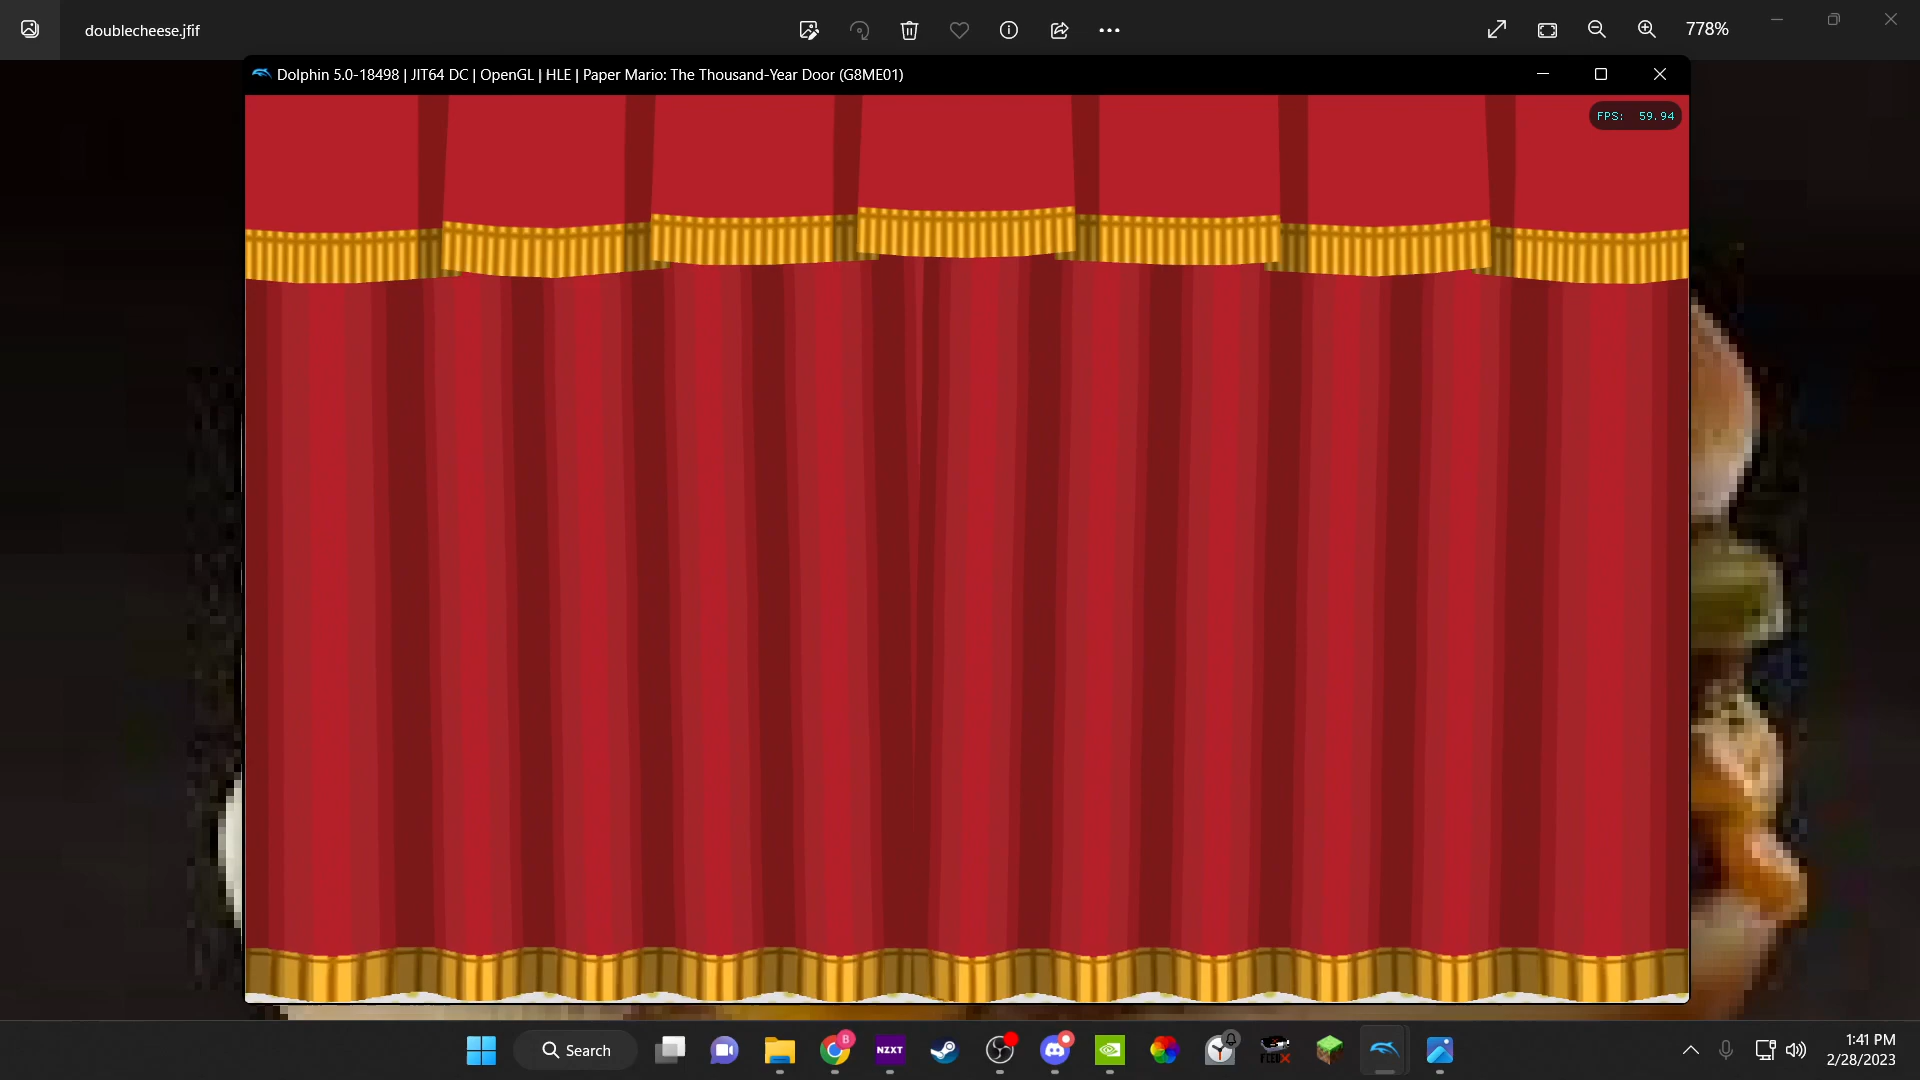 doublecheese.jfif
778%
Dolphin 5.0-18498 | JIT64 DC | OpenGL | HLE | Paper Mario: The Thousand-Year Door (G8ME01)
FPS: 59.94
Search
B
NZXT
1:41 PM
2/28/2023